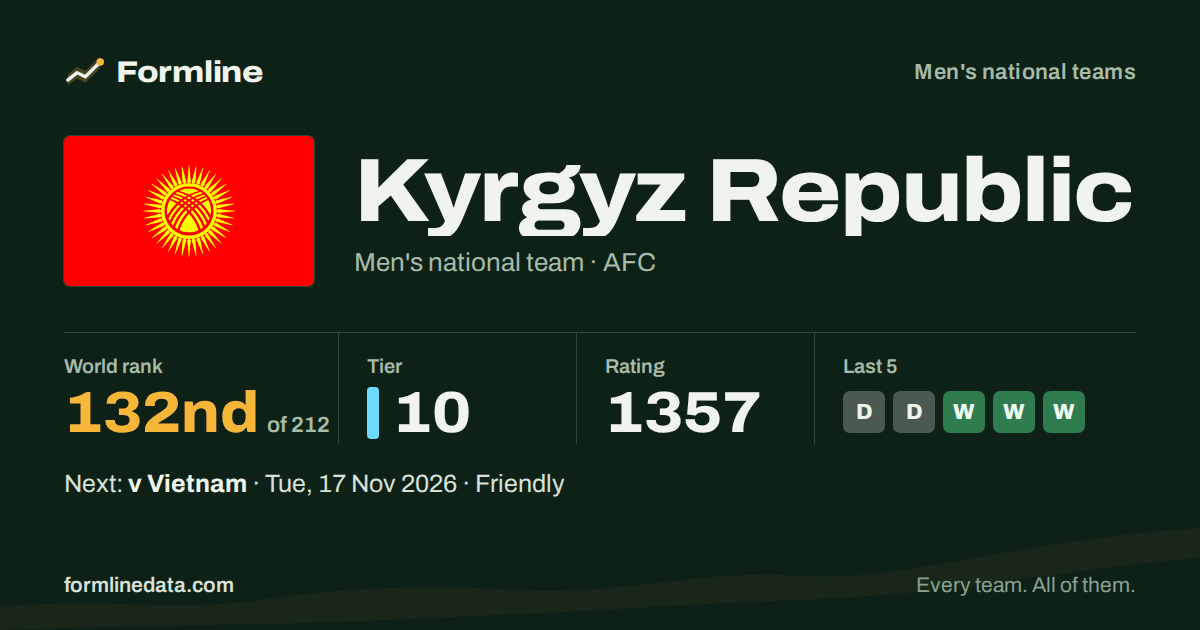 Formline
Men's national teams
Kyrgyz Republic
Men's national team · AFC
World rank
132nd of 212
Tier
10
Rating
1357
Last 5
D D W W W
Next: v Vietnam · Tue, 17 Nov 2026 · Friendly
formlinedata.com
Every team. All of them.